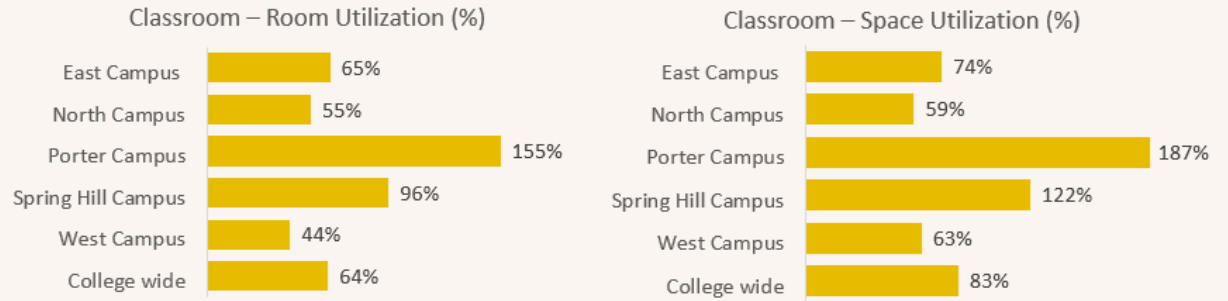 Classroom – Room Utilization (%)
East Campus 65%
North Campus 55%
Porter Campus 155%
Spring Hill Campus 96%
West Campus 44%
College wide 64%
Classroom – Space Utilization (%)
East Campus 74%
North Campus 59%
Porter Campus 187%
Spring Hill Campus 122%
West Campus 63%
College wide 83%